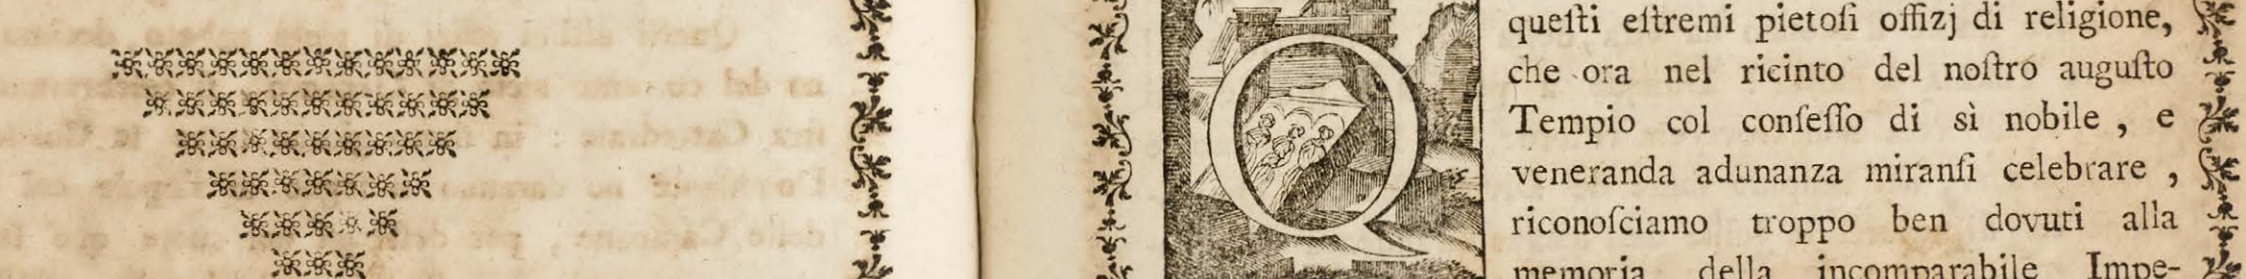 queſti eſtremi pietoſi offizj di religione,
che ora nel ricinto del noſtro auguſto
Tempio col conſeſſo di sì nobile , e
veneranda adunanza miranſi celebrare ,
riconoſciamo troppo ben dovuti alla
memoria della incomparabile Impe-